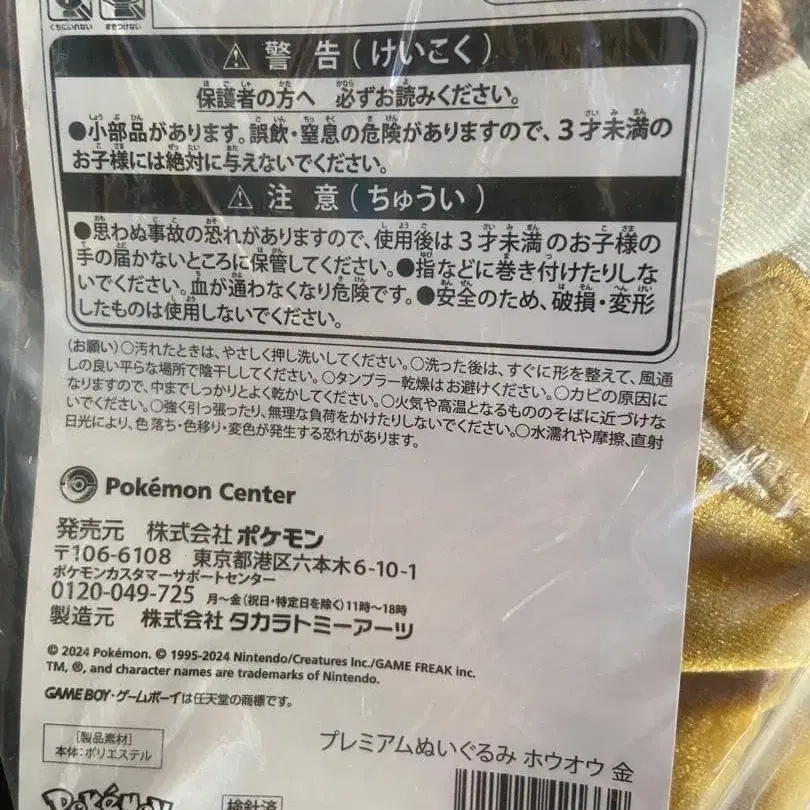 くちにいれない まきつけない
⚠ 警告(けいこく)
保護者の方へ 必ずお読みください。
●小部品があります。誤飲・窒息の危険がありますので、3才未満の
お子様には絶対に与えないでください。
⚠ 注意(ちゅうい)
●思わぬ事故の恐れがありますので、使用後は3才未満のお子様の
手の届かないところに保管してください。●指などに巻き付けたりしな
いでください。血が通わなくなり危険です。●安全のため、破損・変形
したものは使用しないでください。
(お願い)○汚れたときは、やさしく押し洗いしてください。○洗った後は、すぐに形を整えて、風通
しの良い平らな場所で陰干ししてください。○タンブラー乾燥はお避けください。○カビの原因に
なりますので、中までしっかりとよく乾かしてください。○火気や高温となるもののそばに近づけな
いでください。○強く引っ張ったり、無理な負荷をかけたりしないでください。○水濡れや摩擦、直射
日光により、色落ち・色移り・変色が発生する恐れがあります。
Pokémon Center
発売元 株式会社ポケモン
〒106-6108 東京都港区六本木6-10-1
ポケモンカスタマーサポートセンター
0120-049-725 月～金(祝日・特定日を除く)11時～18時
製造元 株式会社タカラトミーアーツ
© 2024 Pokémon. © 1995-2024 Nintendo/Creatures Inc./GAME FREAK inc.
TM, ®, and character names are trademarks of Nintendo.
GAME BOY・ゲームボーイは任天堂の商標です。
[製品素材]
本体:ポリエステル
プレミアムぬいぐるみ ホウオウ 金
POKéMON
検針済